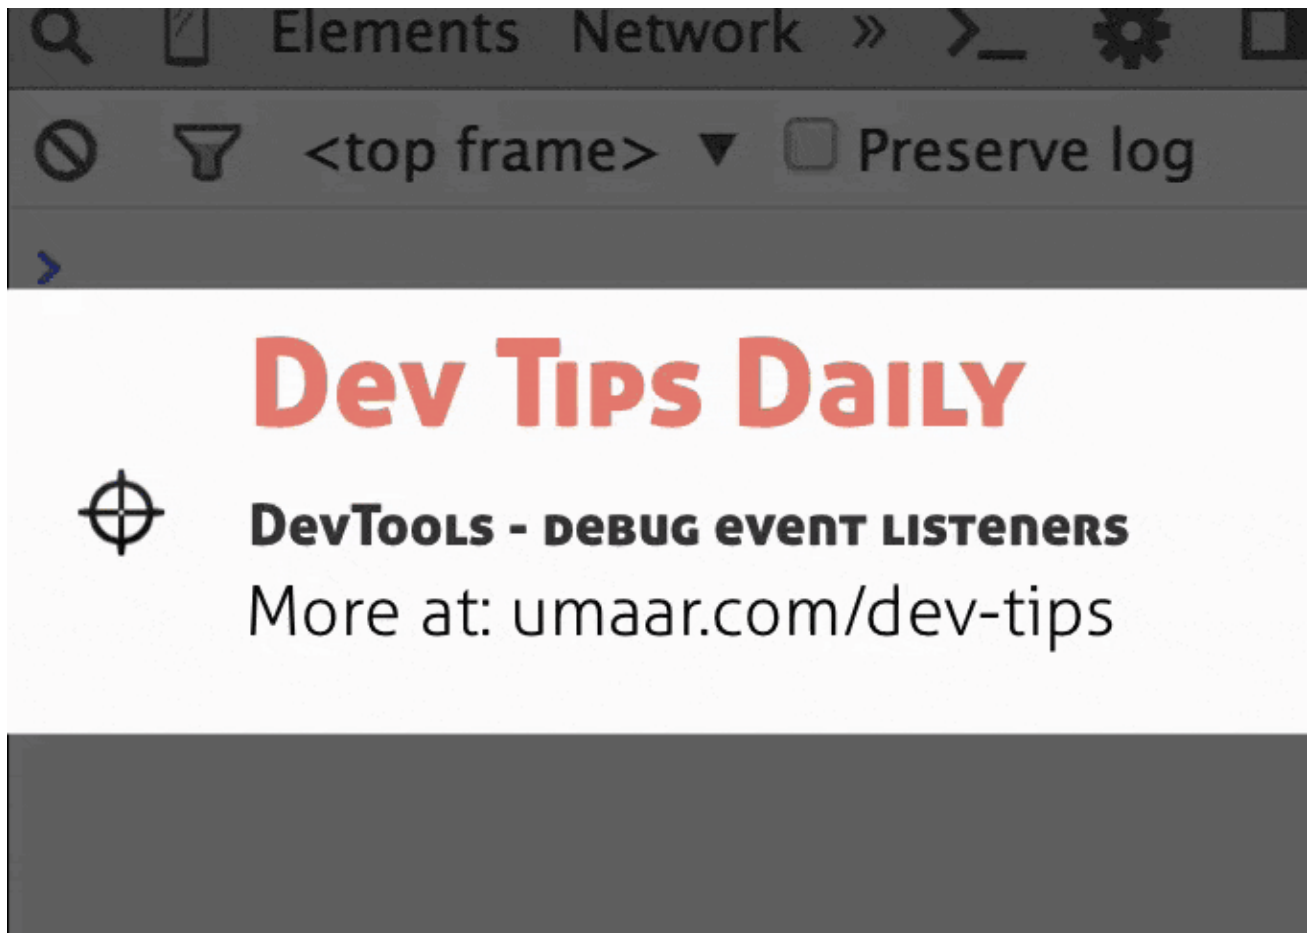 Elements Network »
<top frame> ▼ Preserve log
Dev Tips Daily
DevTools - debug event listeners
More at: umaar.com/dev-tips